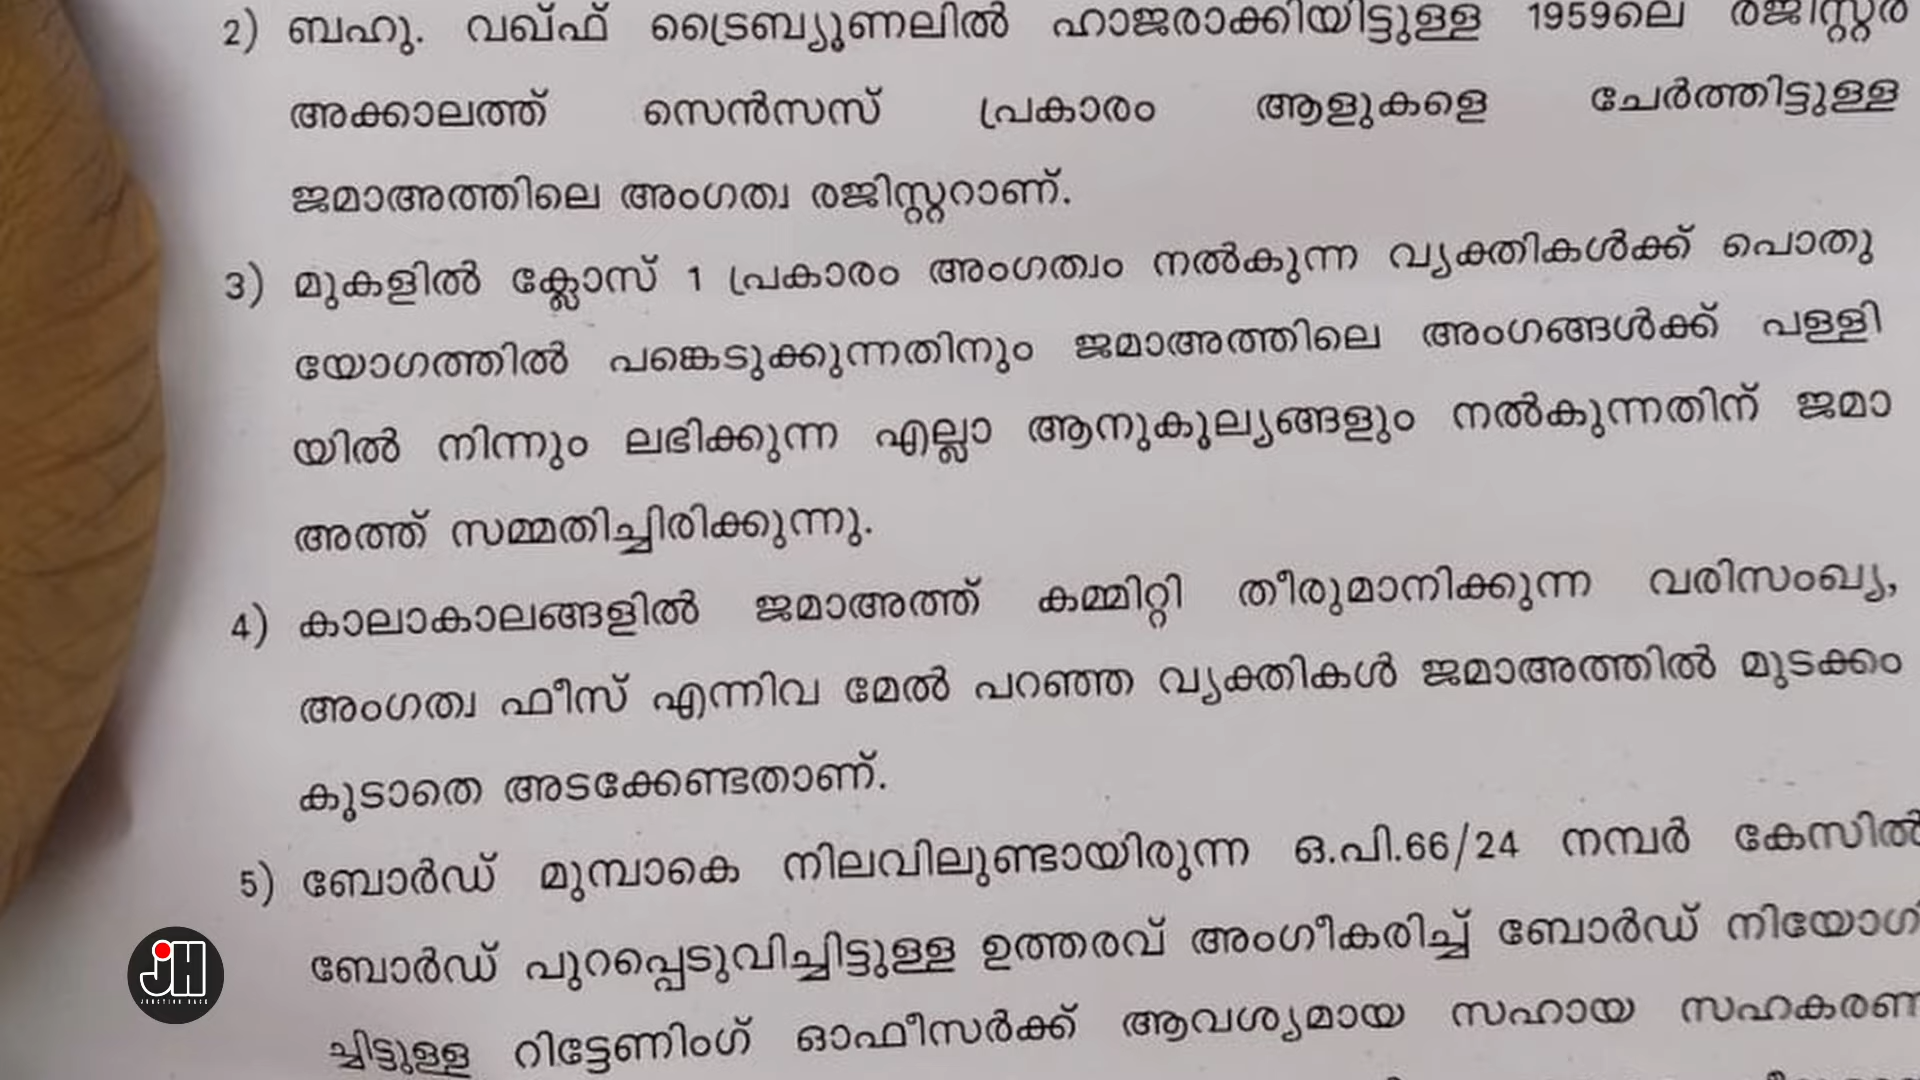 2) ബഹു. വഖ്ഫ് ട്രൈബ്യൂണലിൽ ഹാജരാക്കിയിട്ടുള്ള 1959ലെ രജിസ്റ്റർ
അക്കാലത്ത് സെൻസസ് പ്രകാരം ആളുകളെ ചേർത്തിട്ടുള്ള
ജമാഅത്തിലെ അംഗത്വ രജിസ്റ്ററാണ്.
3) മുകളിൽ ക്ലോസ് 1 പ്രകാരം അംഗത്വം നൽകുന്ന വ്യക്തികൾക്ക് പൊതു
യോഗത്തിൽ പങ്കെടുക്കുന്നതിനും ജമാഅത്തിലെ അംഗങ്ങൾക്ക് പള്ളി
യിൽ നിന്നും ലഭിക്കുന്ന എല്ലാ ആനുകൂല്യങ്ങളും നൽകുന്നതിന് ജമാ
അത്ത് സമ്മതിച്ചിരിക്കുന്നു.
4) കാലാകാലങ്ങളിൽ ജമാഅത്ത് കമ്മിറ്റി തീരുമാനിക്കുന്ന വരിസംഖ്യ,
അംഗത്വ ഫീസ് എന്നിവ മേൽ പറഞ്ഞ വ്യക്തികൾ ജമാഅത്തിൽ മുടക്കം
കൂടാതെ അടക്കേണ്ടതാണ്.
5) ബോർഡ് മുമ്പാകെ നിലവിലുണ്ടായിരുന്ന ഒ.പി.66/24 നമ്പർ കേസിൽ
ബോർഡ് പുറപ്പെടുവിച്ചിട്ടുള്ള ഉത്തരവ് അംഗീകരിച്ച് ബോർഡ് നിയോഗി
ച്ചിട്ടുള്ള റിട്ടേണിംഗ് ഓഫീസർക്ക് ആവശ്യമായ സഹായ സഹകരണ
JH